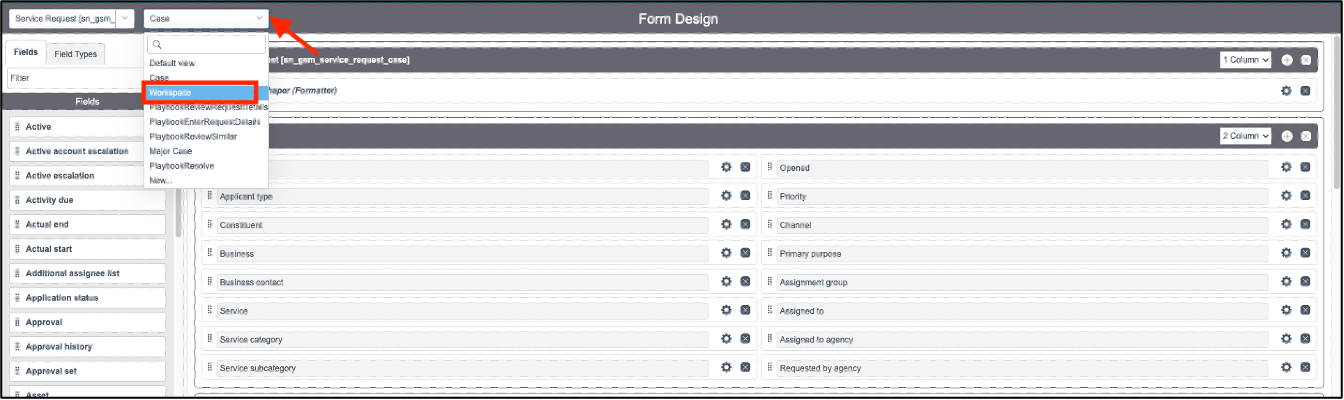 Service Request [sn_gsm_
Case
Form Design
Fields
Field Types
Filter
Fields
Active
Active account escalation
Active escalation
Activity due
Actual end
Actual start
Additional assignee list
Application status
Approval
Approval history
Approval set
Asset
Default view
Case
Workspace
PlaybookReviewRequestDetails
PlaybookEnterRequestDetails
PlaybookReviewSimilar
Major Case
PlaybookResolve
New...
est [sn_gsm_service_request_case]
1 Column
haper (Formatter)
2 Column
Opened
Applicant type
Priority
Constituent
Channel
Business
Primary purpose
Business contact
Assignment group
Service
Assigned to
Service category
Assigned to agency
Service subcategory
Requested by agency